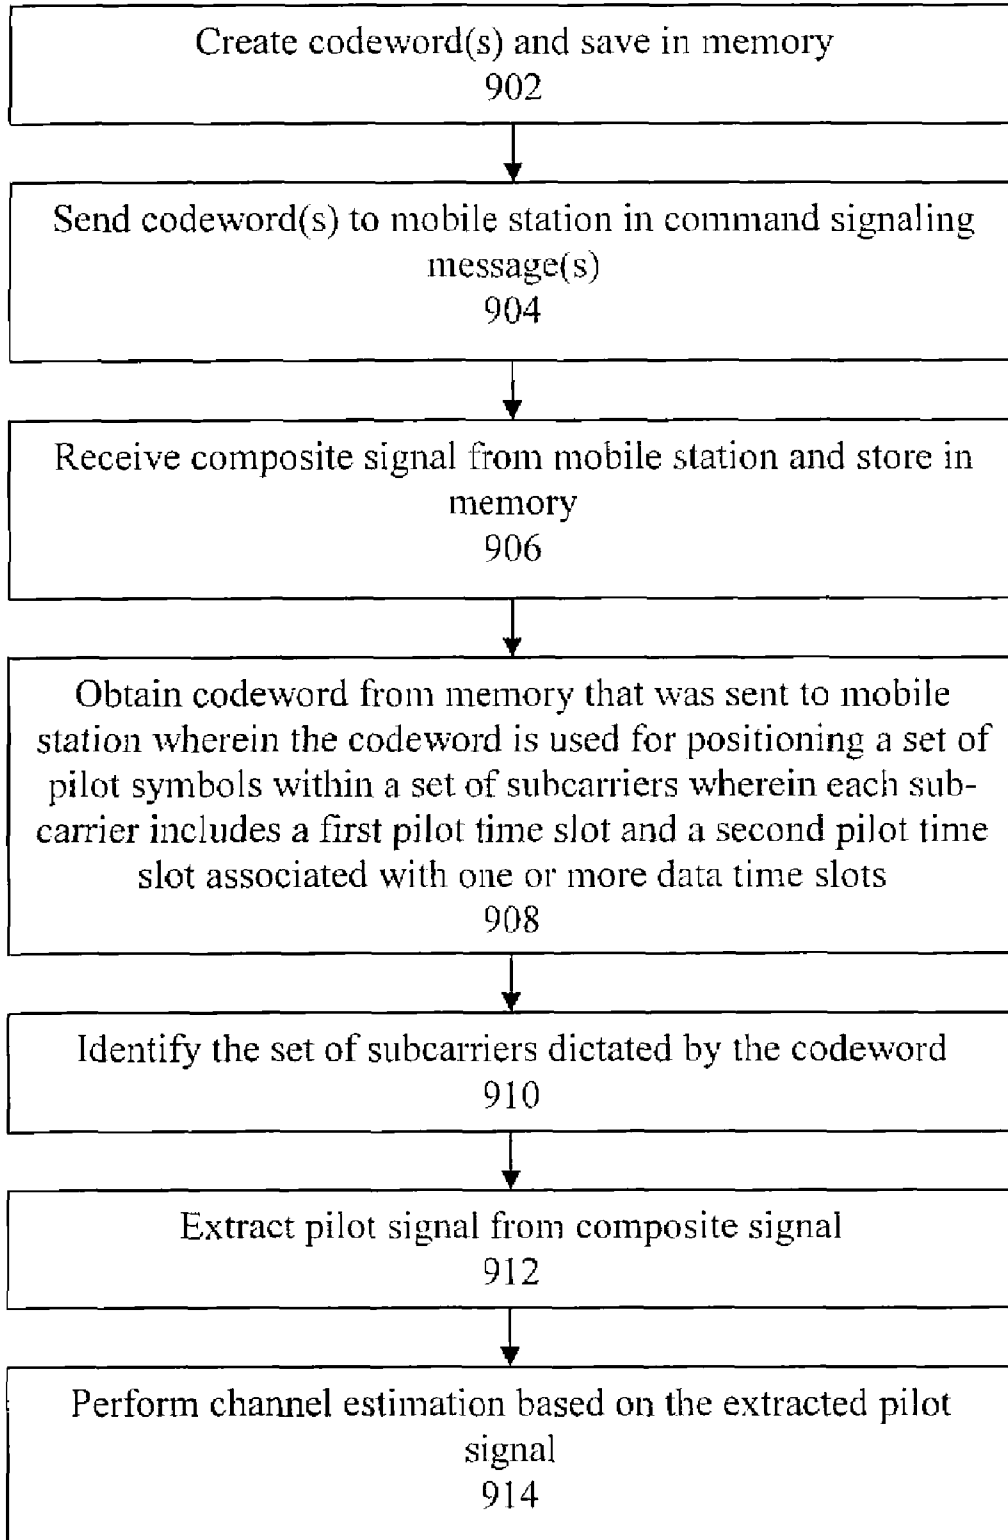 Create codeword(s) and save in memory
902
Send codeword(s) to mobile station in command signaling
message(s)
904
Receive composite signal from mobile station and store in
memory
906
Obtain codeword from memory that was sent to mobile
station wherein the codeword is used for positioning a set of
pilot symbols within a set of subcarriers wherein each sub-
carrier includes a first pilot time slot and a second pilot time
slot associated with one or more data time slots
908
Identify the set of subcarriers dictated by the codeword
910
Extract pilot signal from composite signal
912
Perform channel estimation based on the extracted pilot
signal
914